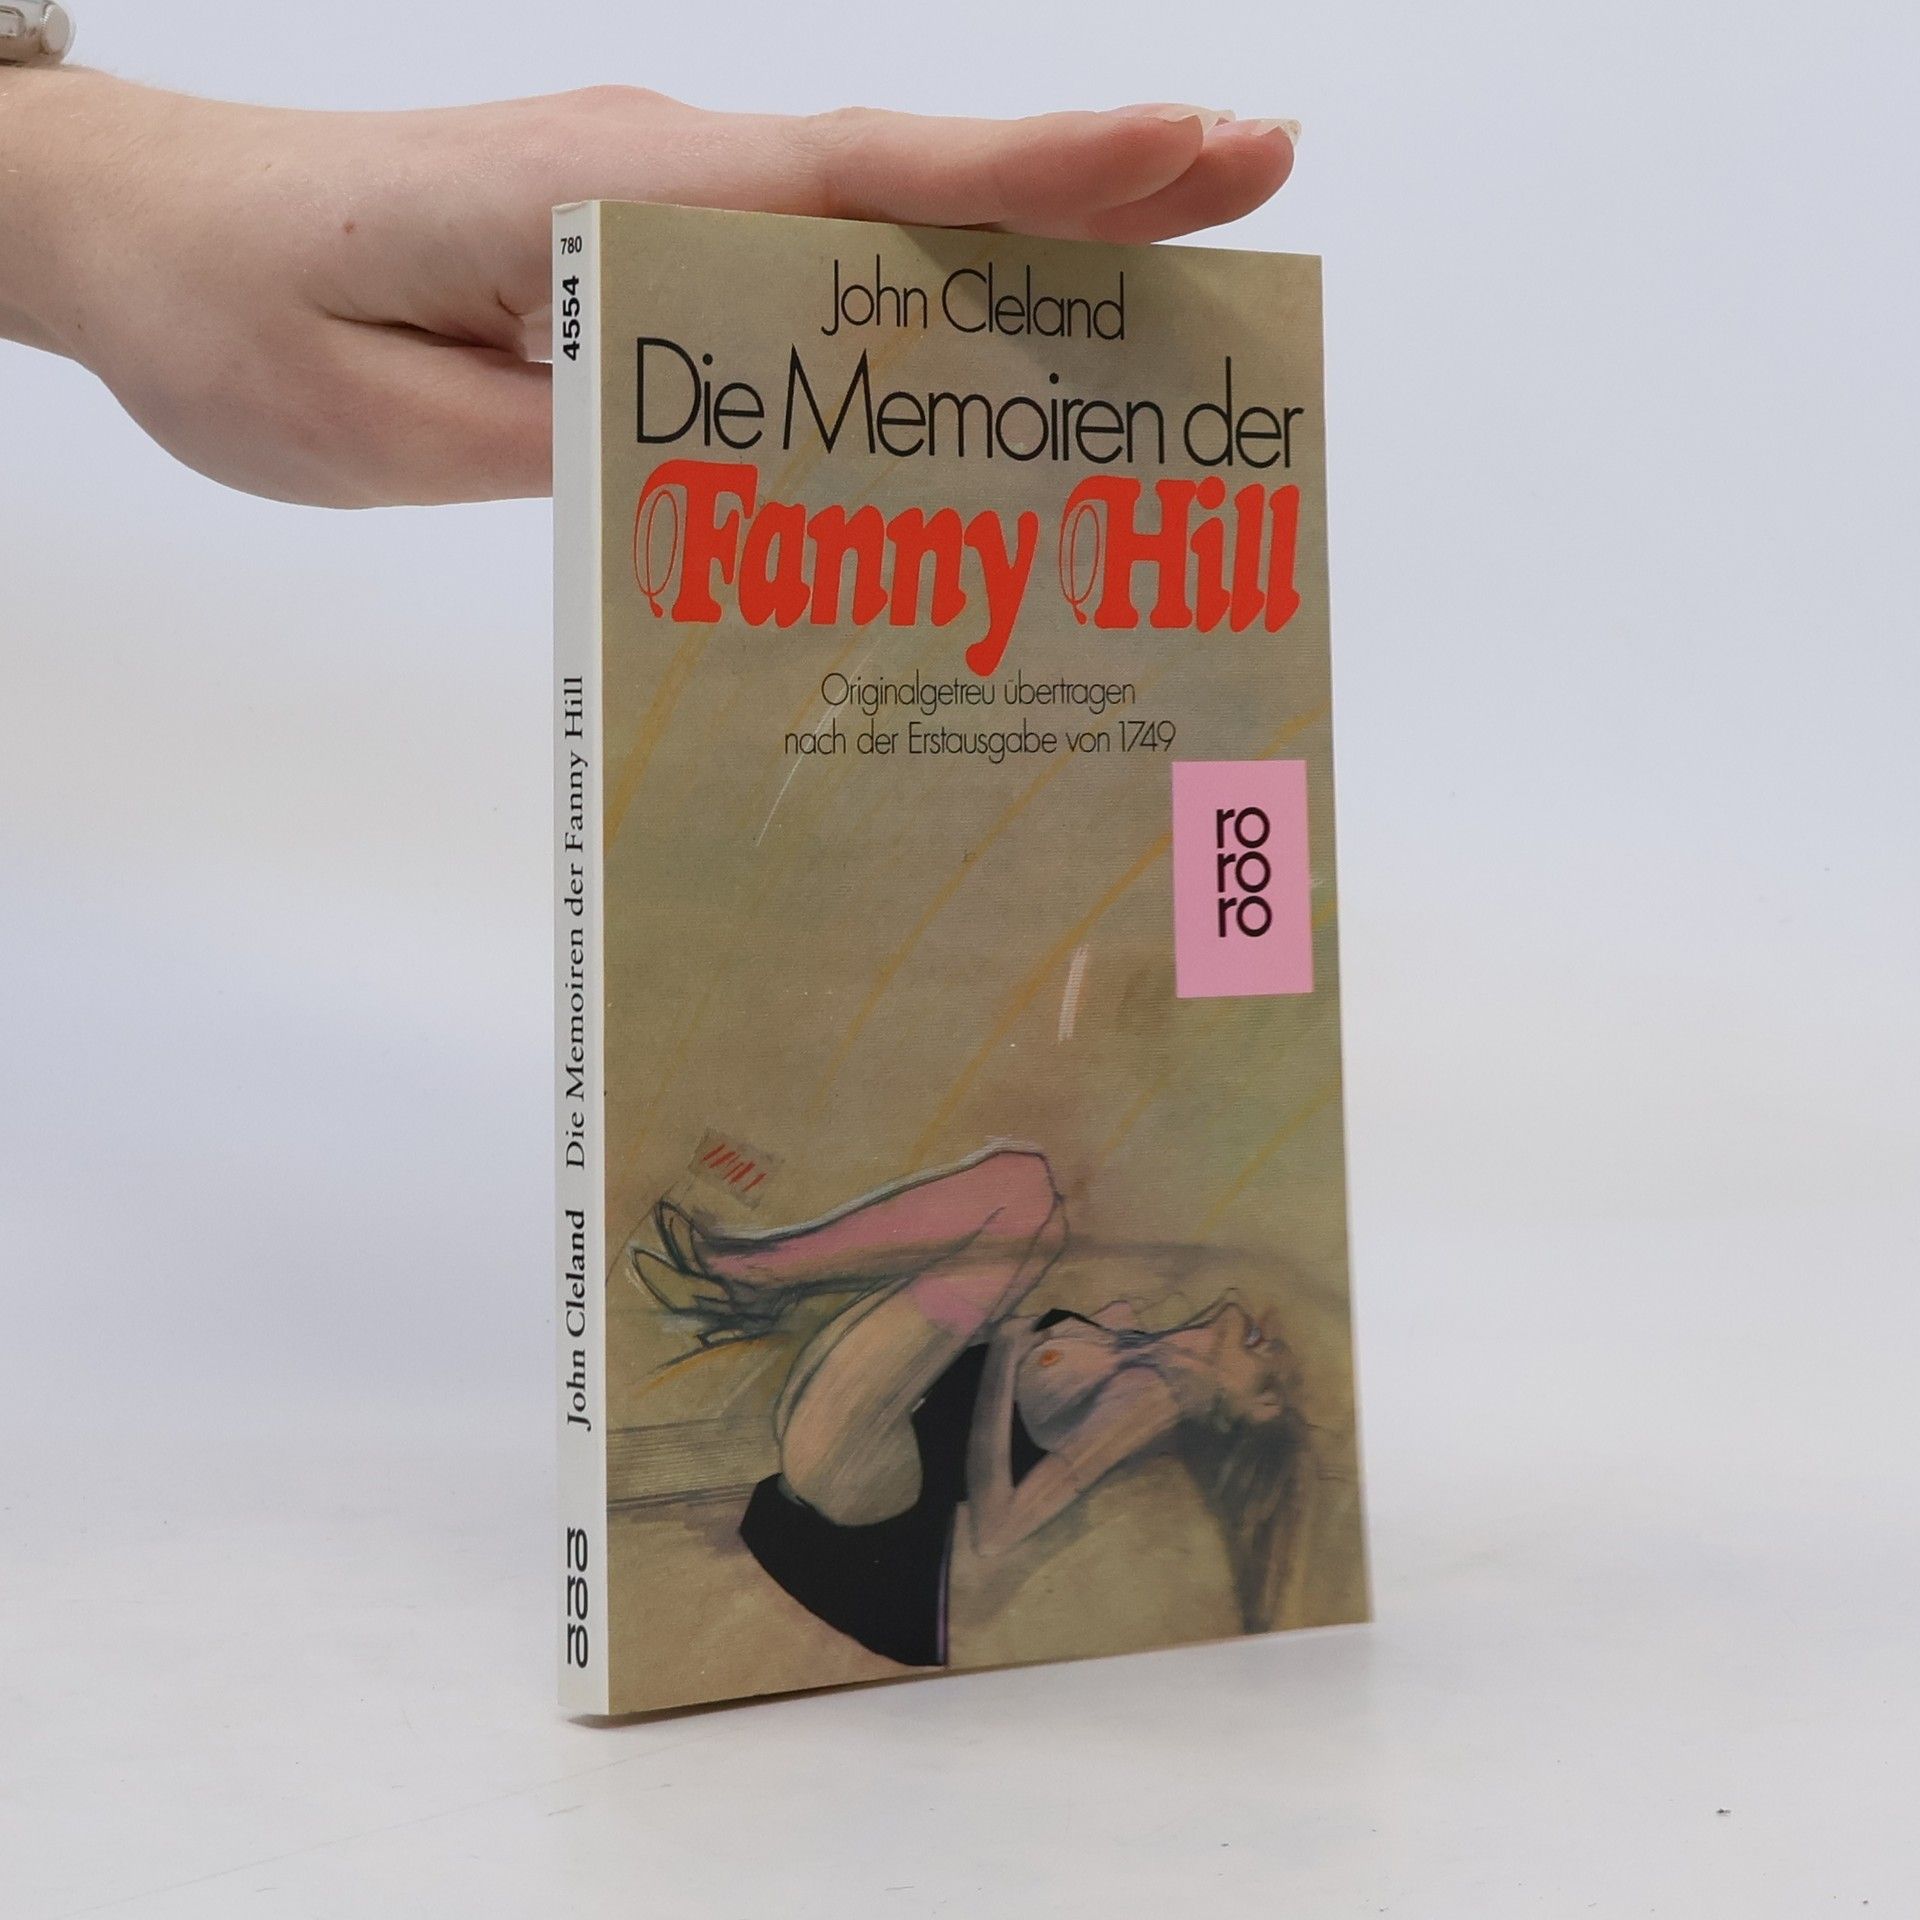 John Cleland
Die Memoiren der
Fanny Hill
Originalgetreu übertragen
nach der Erstausgabe von 1749
ro
ro
ro
780
4554
John Cleland Die Memoiren der Fanny Hill
ro
ro
ro